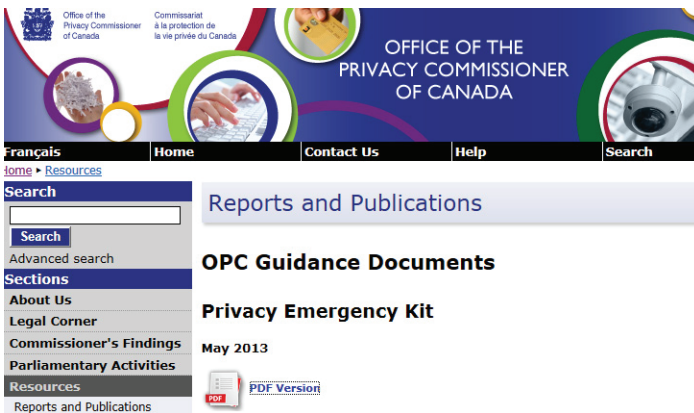 Office of the
Privacy Commissioner
of Canada
Commissariat
à la protection de
la vie privée du Canada
OFFICE OF THE
PRIVACY COMMISSIONER
OF CANADA
Français Home Contact Us Help Search
Home ▸ Resources
Search
Search
Advanced search
Sections
About Us
Legal Corner
Commissioner's Findings
Parliamentary Activities
Resources
Reports and Publications
Reports and Publications
OPC Guidance Documents
Privacy Emergency Kit
May 2013
PDF
PDF Version